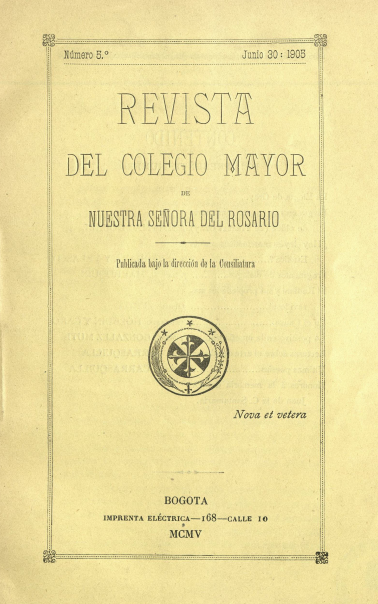 Número 5.º Junio 30: 1905
REVISTA
DEL COLEGIO MAYOR
DE
NUESTRA SEÑORA DEL ROSARIO
Publicada bajo la dirección de la Consiliatura
Nova et vetera
BOGOTA
IMPRENTA ELÉCTRICA—168—CALLE 10
MCMV